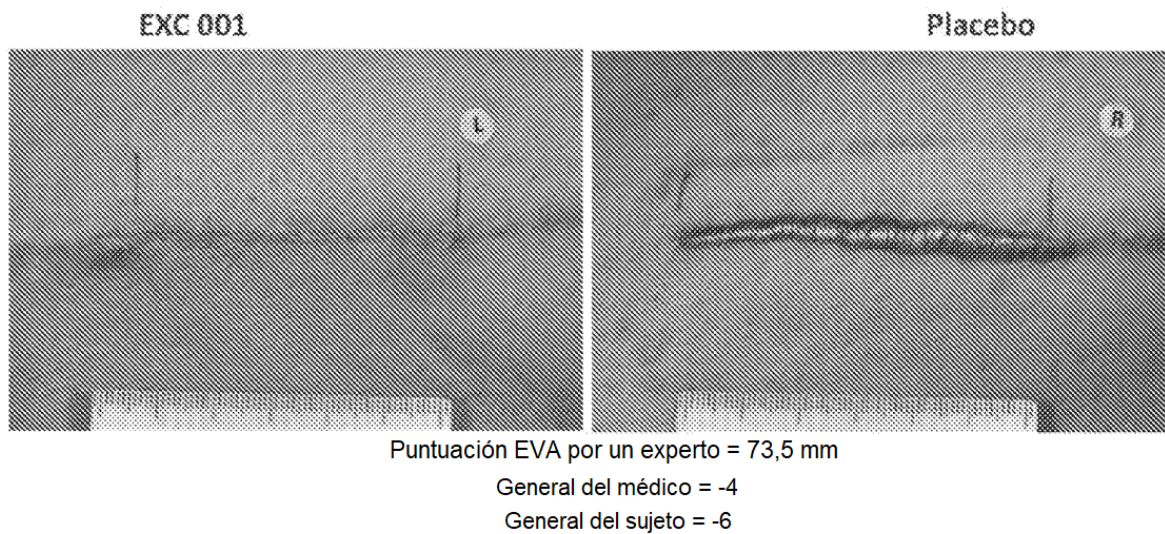 EXC 001
Placebo
L
R
Puntuación EVA por un experto = 73,5 mm
General del médico = -4
General del sujeto = -6